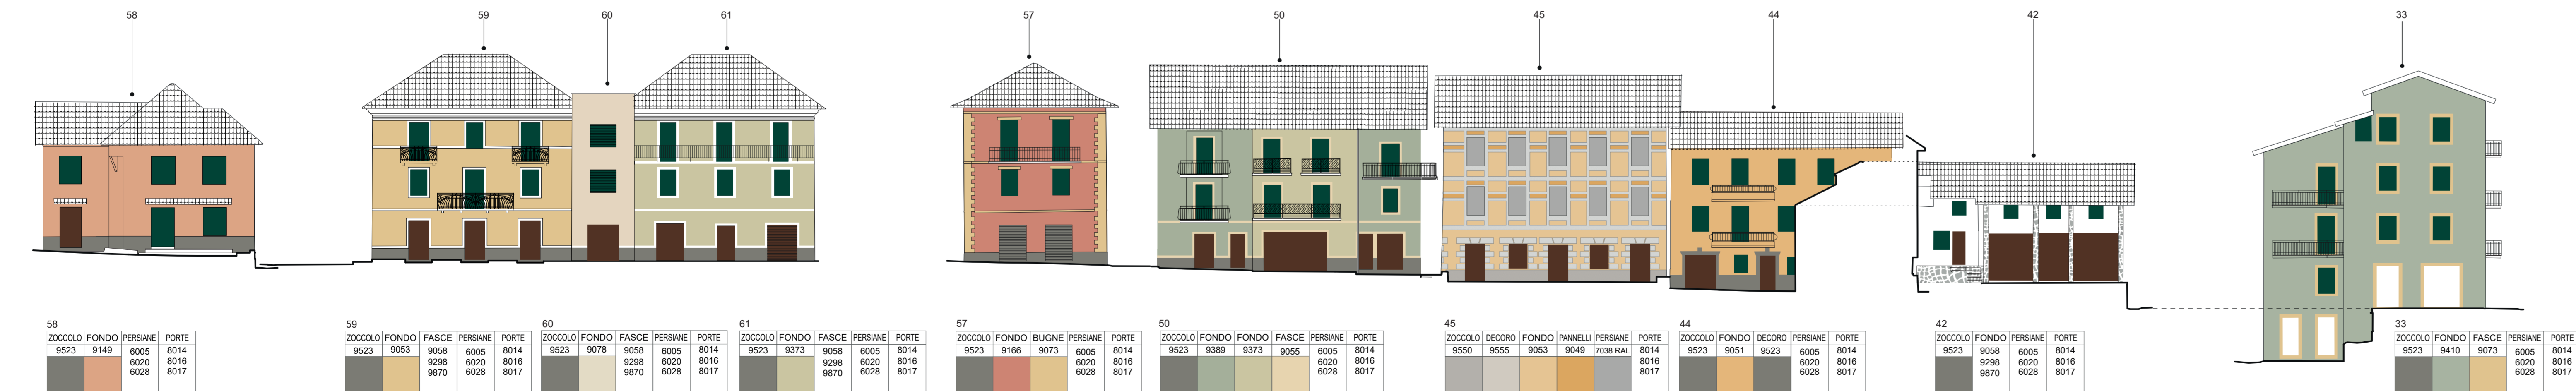 58 59 60 61 57 50 45 44 42 33
58
ZOCCOLO FONDO PERSIANE PORTE
9523 9149 6005 8014
6020 8016
6028 8017
59
ZOCCOLO FONDO FASCE PERSIANE PORTE
9523 9053 9058 6005 8014
9298 6020 8016
9870 6028 8017
60
ZOCCOLO FONDO FASCE PERSIANE PORTE
9523 9078 9058 6005 8014
9298 6020 8016
9870 6028 8017
61
ZOCCOLO FONDO FASCE PERSIANE PORTE
9523 9373 9058 6005 8014
9298 6020 8016
9870 6028 8017
57
ZOCCOLO FONDO BUGNE PERSIANE PORTE
9523 9166 9073 6005 8014
6020 8016
6028 8017
50
ZOCCOLO FONDO FONDO FASCE PERSIANE PORTE
9523 9389 9373 9055 6005 8014
6020 8016
6028 8017
45
ZOCCOLO DECORO FONDO PANNELLI PERSIANE PORTE
9550 9555 9053 9049 7038 RAL 8014
8016
8017
44
ZOCCOLO FONDO DECORO PERSIANE PORTE
9523 9051 9523 6005 8014
6020 8016
6028 8017
42
ZOCCOLO FONDO PERSIANE PORTE
9523 9058 6005 8014
9298 6020 8016
9870 6028 8017
33
ZOCCOLO FONDO FASCE PERSIANE PORTE
9523 9410 9073 6005 8014
6020 8016
6028 8017